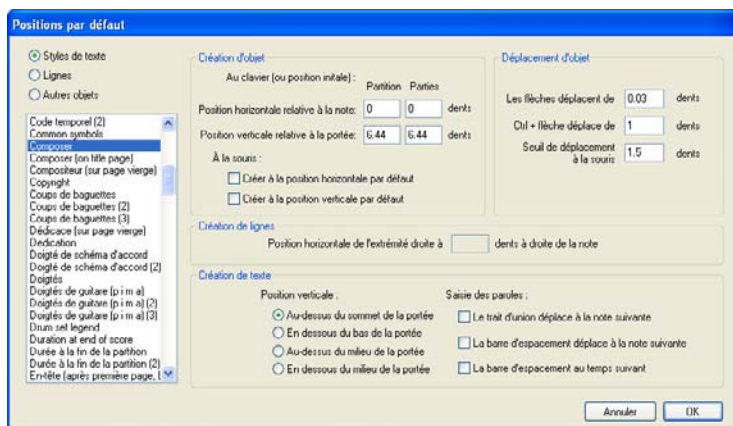 Positions par défaut
Styles de texte
Lignes
Autres objets
Code temporel (2)
Common symbols
Composer
Composer (on title page)
Compositeur (sur page vierge)
Copyright
Coups de baguettes
Coups de baguettes (2)
Coups de baguettes (3)
Dédicace (sur page vierge)
Dedication
Doigté de schéma d'accord
Doigté de schéma d'accord (2)
Doigtés
Doigtés de guitare (p i m a)
Doigtés de guitare (p i m a) (2)
Doigtés de guitare (p i m a) (3)
Drum set legend
Duration at end of score
Durée à la fin de la partition
Durée à la fin de la partition (2)
En-tête (après première page, l
Création d'objet
Au clavier (ou position initale) :
Partition Parties
Position horizontale relative à la note: 0 0 dents
Position verticale relative à la portée: 6.44 6.44 dents
À la souris :
Créer à la position horizontale par défaut
Créer à la position verticale par défaut
Déplacement d'objet
Les flèches déplacent de 0.03 dents
Ctrl + flèche déplace de 1 dents
Seuil de déplacement
à la souris 1.5 dents
Création de lignes
Position horizontale de l'extrémité droite à dents à droite de la note
Création de texte
Position verticale :
Au-dessus du sommet de la portée
En dessous du bas de la portée
Au-dessus du milieu de la portée
En dessous du milieu de la portée
Saisie des paroles :
Le trait d'union déplace à la note suivante
La barre d'espacement déplace à la note suivante
La barre d'espacement au temps suivant
Annuler OK